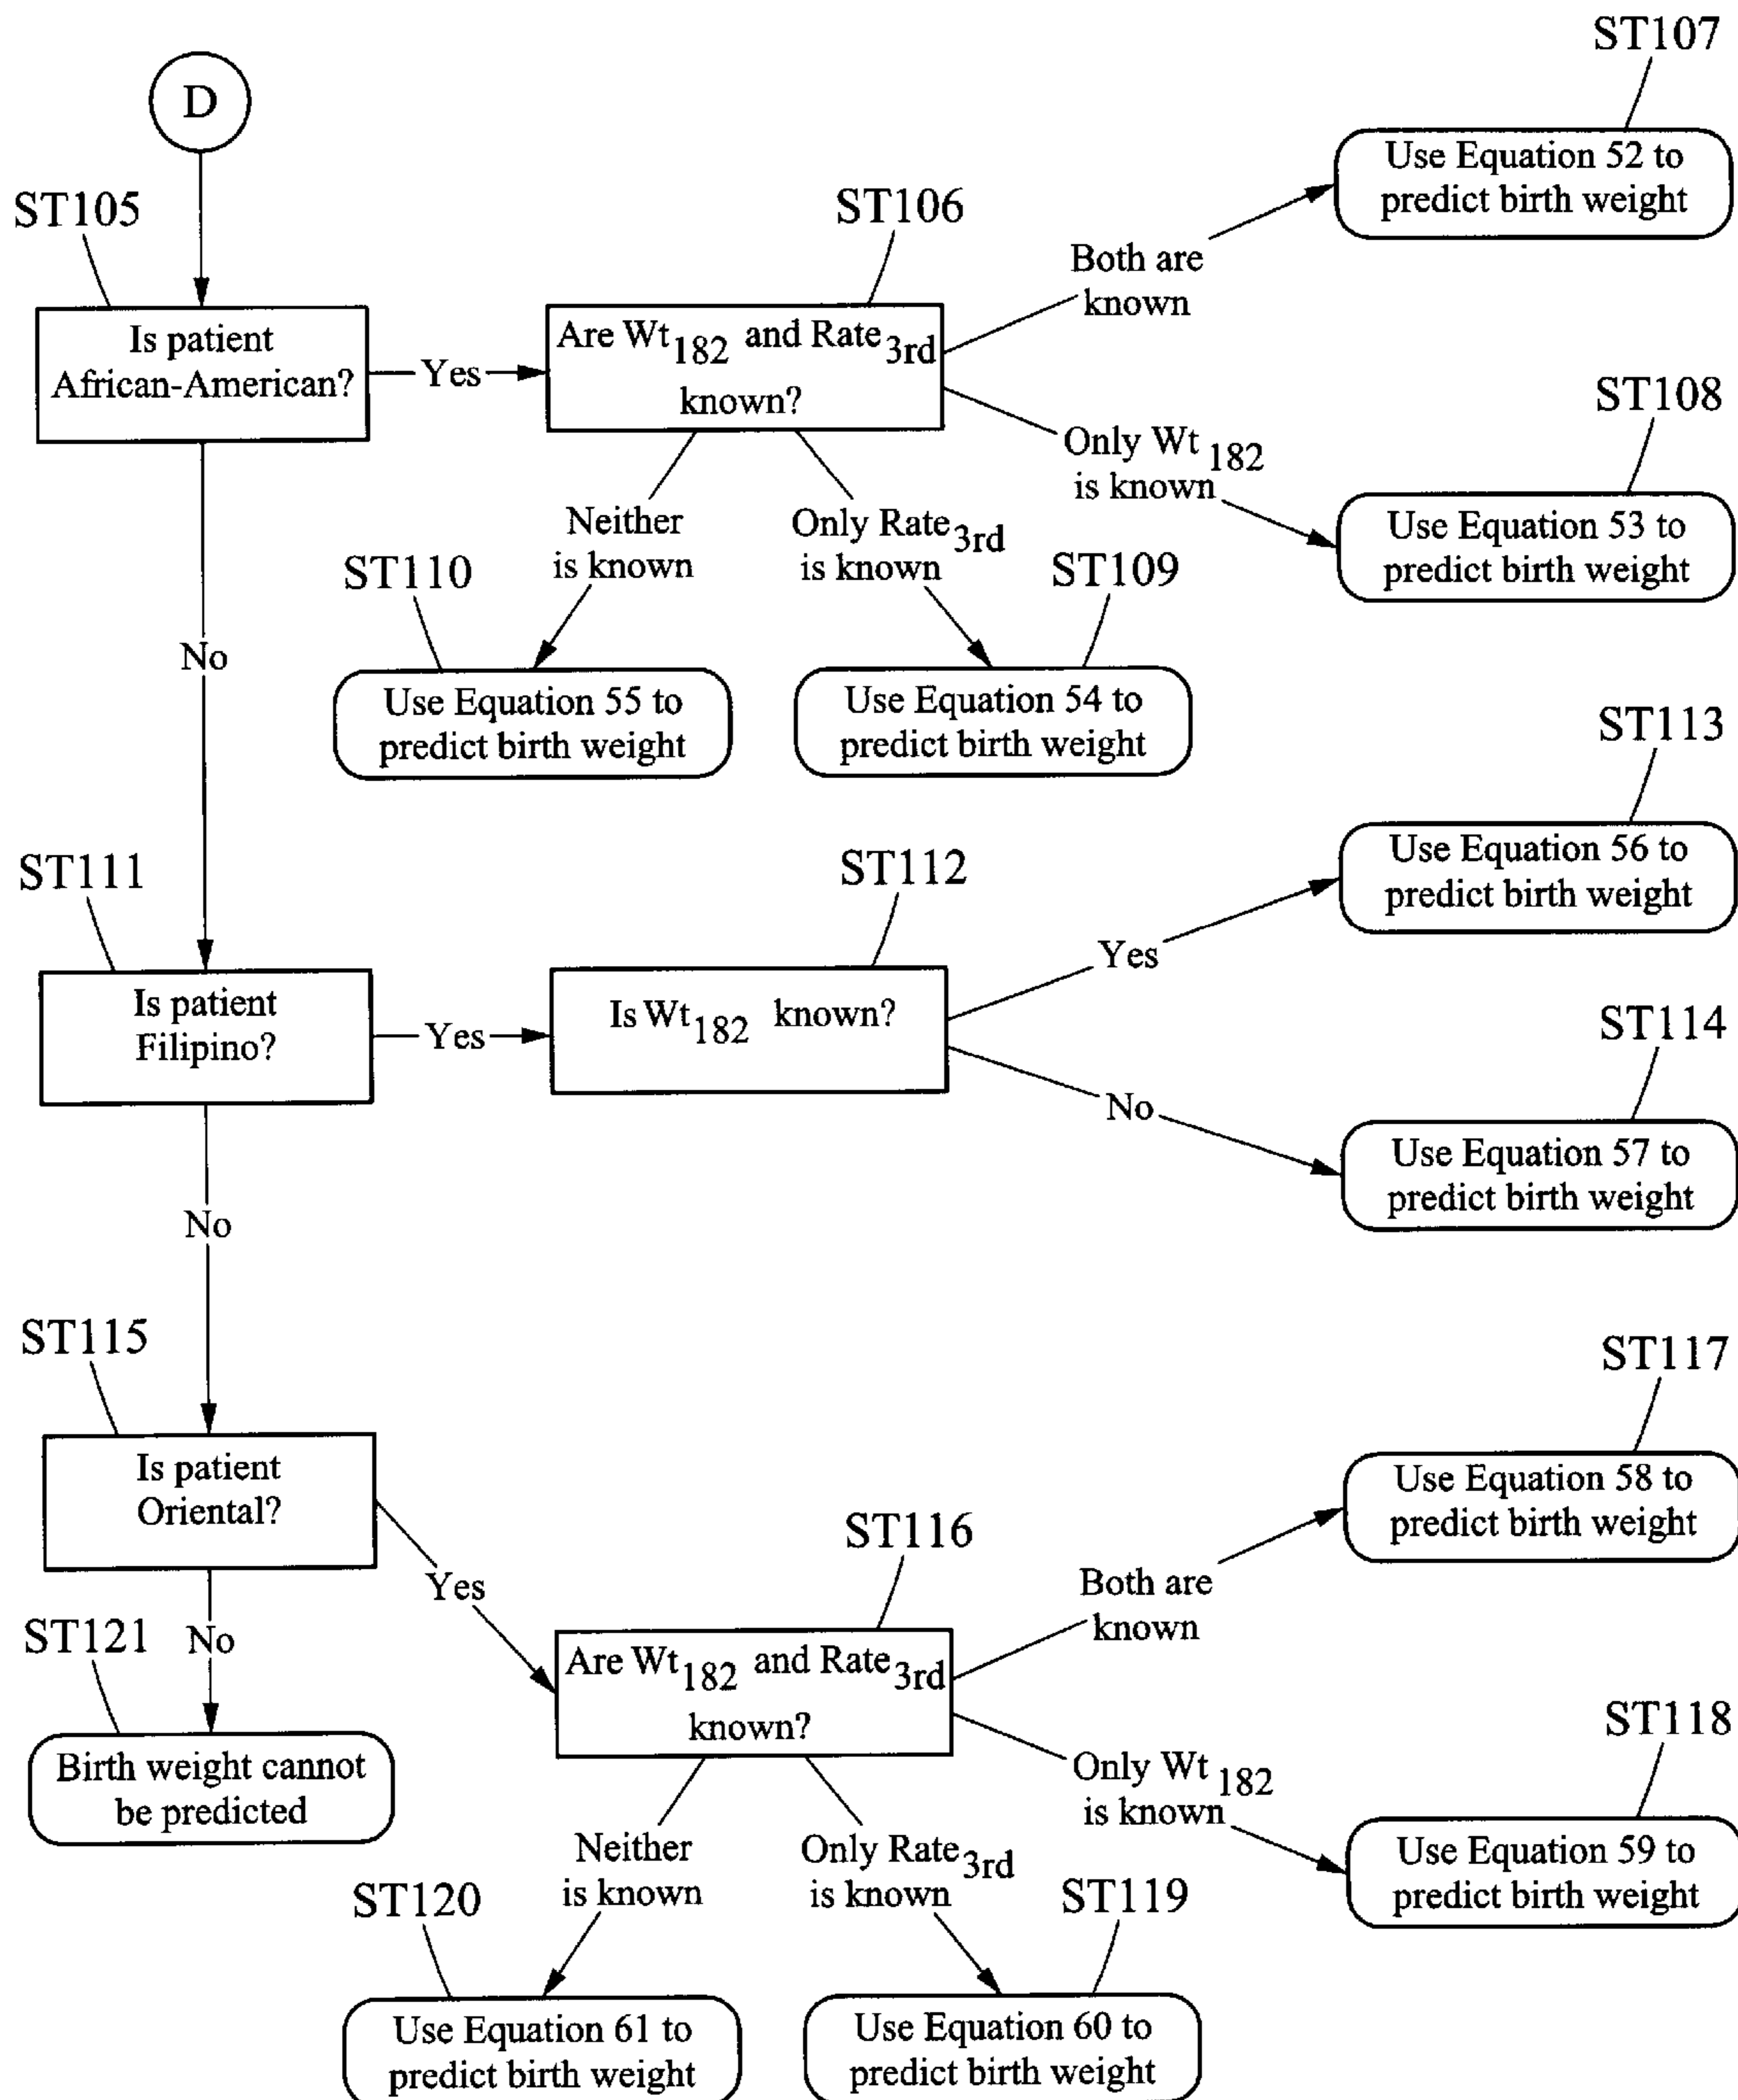 D
ST107
Use Equation 52 to
predict birth weight
ST105
ST106
Is patient
African-American?
Yes
Are Wt182 and Rate3rd
known?
Both are
known
ST108
Only Wt182
is known
Use Equation 53 to
predict birth weight
Neither
is known
Only Rate3rd
is known
ST110
ST109
No
Use Equation 55 to
predict birth weight
Use Equation 54 to
predict birth weight
ST113
Use Equation 56 to
predict birth weight
ST111
ST112
Is patient
Filipino?
Yes
Is Wt182 known?
Yes
ST114
No
Use Equation 57 to
predict birth weight
No
ST115
ST117
Is patient
Oriental?
Use Equation 58 to
predict birth weight
ST116
Yes
Both are
known
ST121
No
Are Wt182 and Rate3rd
known?
ST118
Birth weight cannot
be predicted
Only Wt182
is known
Use Equation 59 to
predict birth weight
Neither
is known
Only Rate3rd
is known
ST120
ST119
Use Equation 61 to
predict birth weight
Use Equation 60 to
predict birth weight